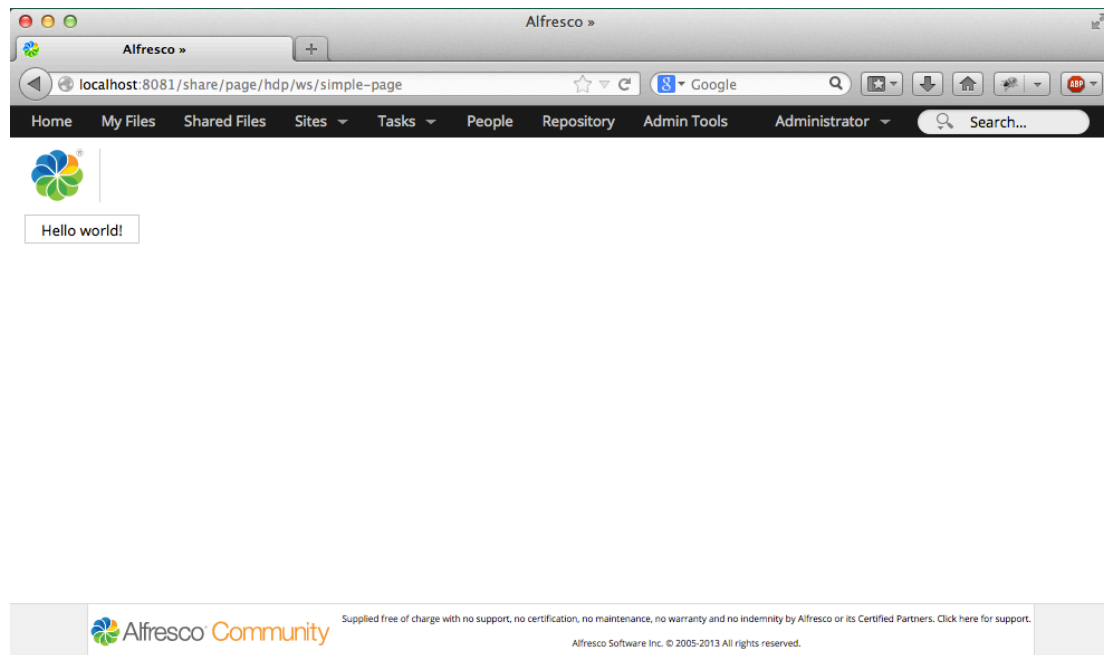 Alfresco »
Alfresco »
localhost:8081/share/page/hdp/ws/simple-page
8 Google
ABP
Home My Files Shared Files Sites Tasks People Repository Admin Tools Administrator Search...
®
Hello world!
Alfresco® Community
Supplied free of charge with no support, no certification, no maintenance, no warranty and no indemnity by Alfresco or its Certified Partners. Click here for support.
Alfresco Software Inc. © 2005-2013 All rights reserved.